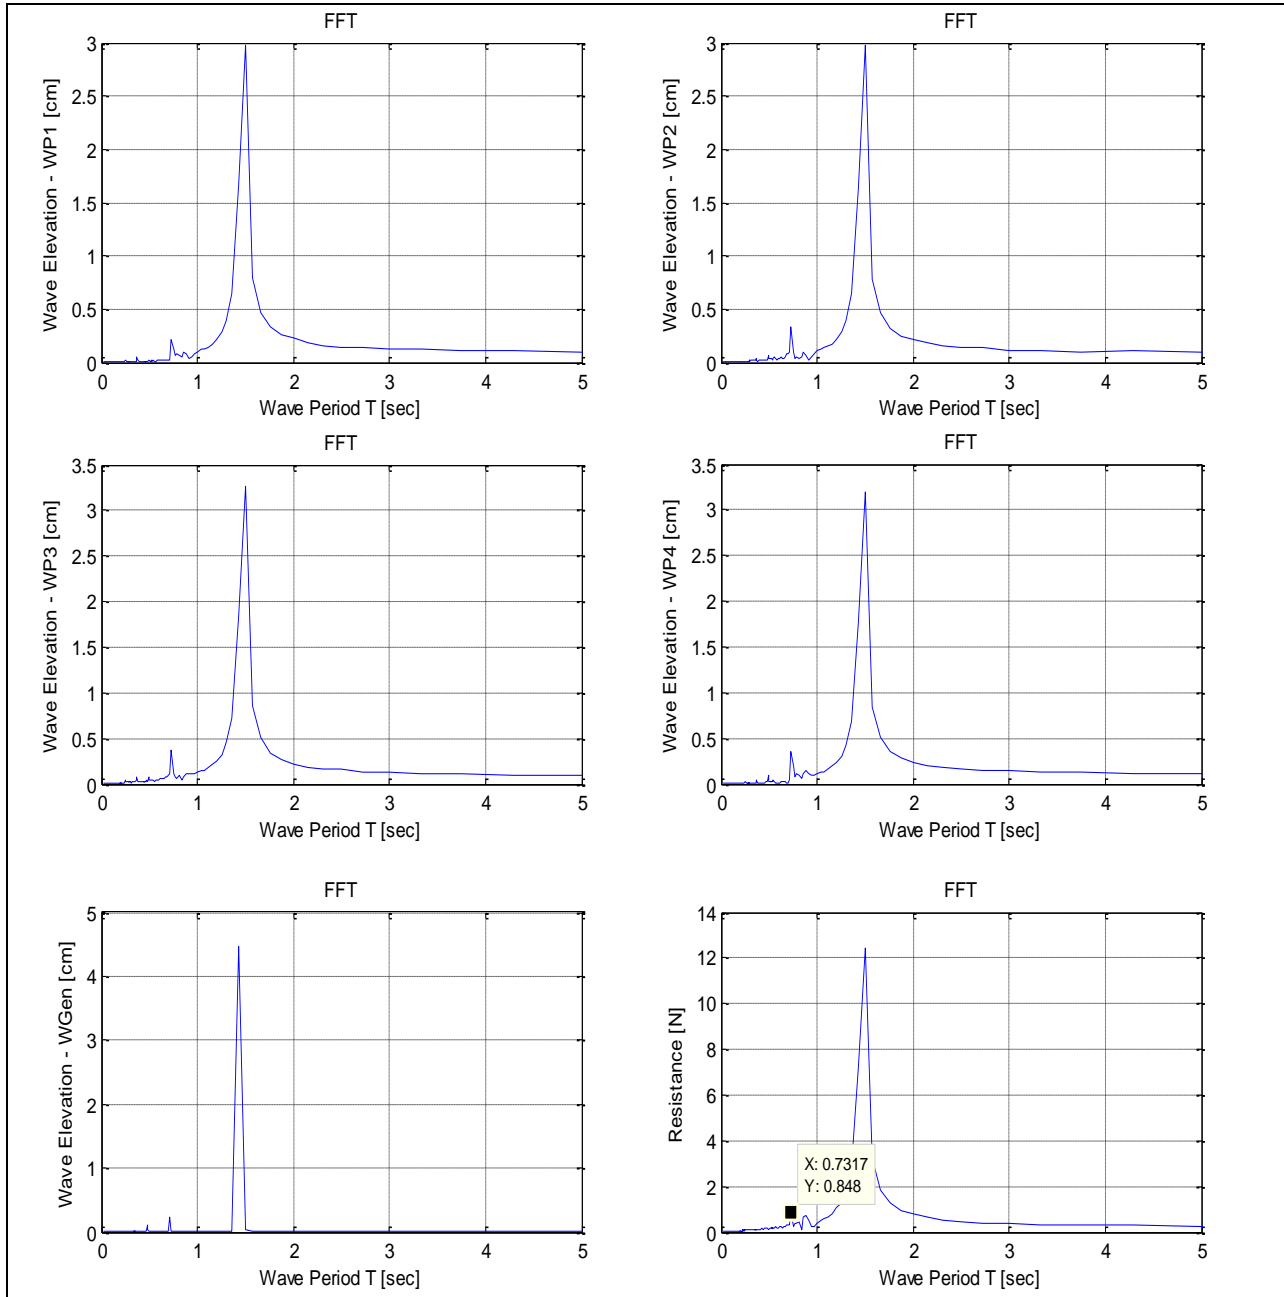 FFT
Wave Elevation - WP1 [cm]
3
2.5
2
1.5
1
0.5
0
0 1 2 3 4 5
Wave Period T [sec]
FFT
Wave Elevation - WP2 [cm]
3
2.5
2
1.5
1
0.5
0
0 1 2 3 4 5
Wave Period T [sec]
FFT
Wave Elevation - WP3 [cm]
3.5
3
2.5
2
1.5
1
0.5
0
0 1 2 3 4 5
Wave Period T [sec]
FFT
Wave Elevation - WP4 [cm]
3.5
3
2.5
2
1.5
1
0.5
0
0 1 2 3 4 5
Wave Period T [sec]
FFT
Wave Elevation - WGen [cm]
5
4
3
2
1
0
0 1 2 3 4 5
Wave Period T [sec]
FFT
Resistance [N]
14
12
10
8
6
4
2
0
X: 0.7317
Y: 0.848
0 1 2 3 4 5
Wave Period T [sec]